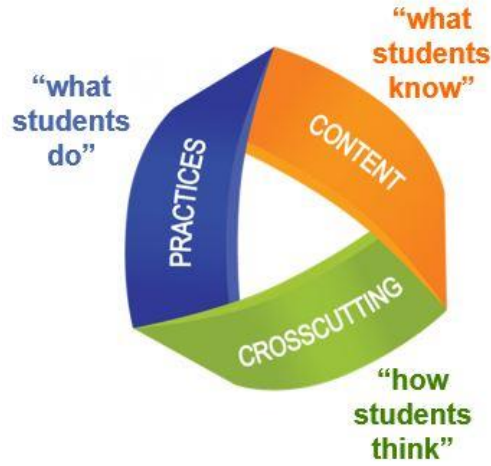 “what
students
do”
“what
students
know”
PRACTICES
CONTENT
CROSSCUTTING
“how
students
think”